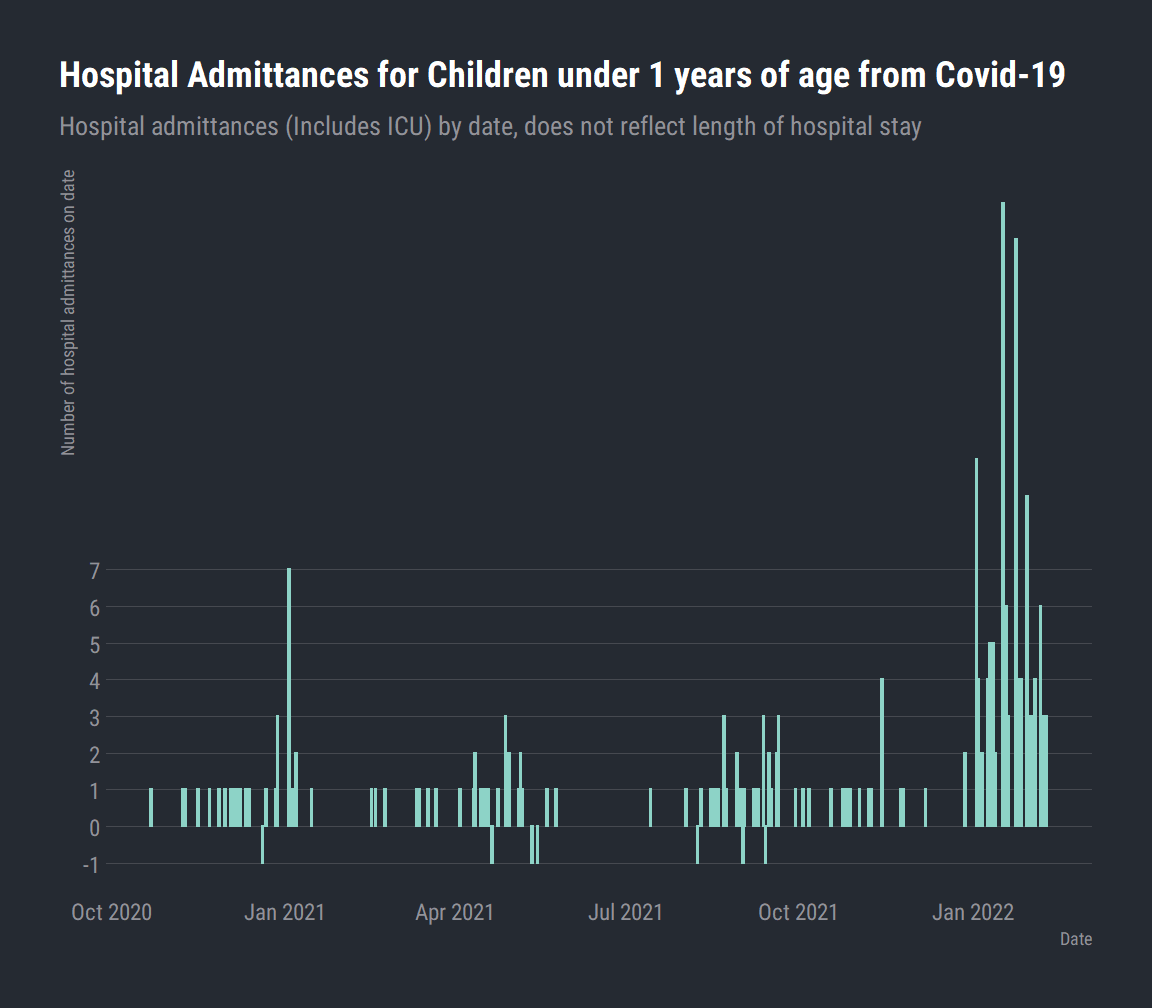 Hospital Admittances for Children under 1 years of age from Covid-19
Hospital admittances (Includes ICU) by date, does not reflect length of hospital stay
Number of hospital admittances on date
7
6
5
4
3
2
1
0
-1
Oct 2020 Jan 2021 Apr 2021 Jul 2021 Oct 2021 Jan 2022
Date